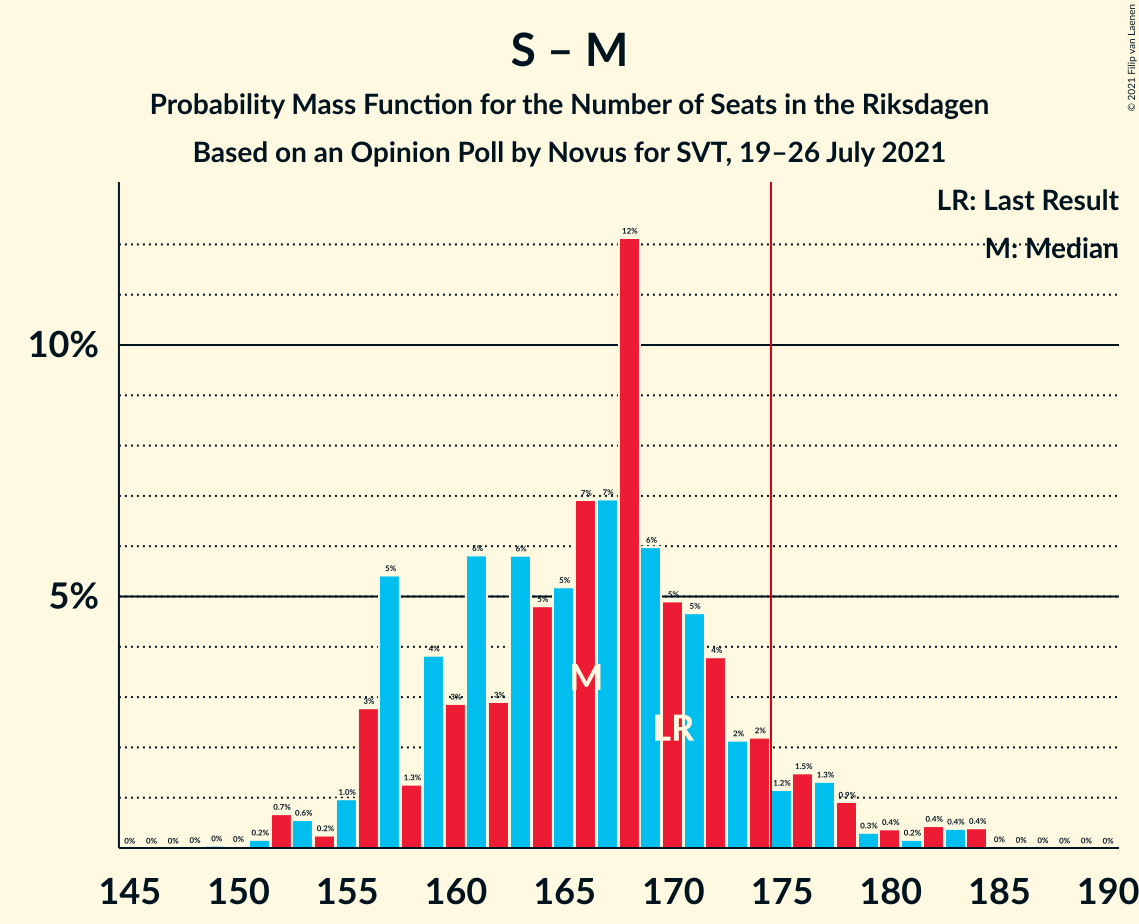 S – M
Probability Mass Function for the Number of Seats in the Riksdagen
Based on an Opinion Poll by Novus for SVT, 19–26 July 2021
© 2021 Filip van Laenen
LR: Last Result
M: Median
10%
5%
0% 0% 0% 0% 0% 0% 0.2% 0.7% 0.6% 0.2% 1.0% 3% 5% 1.3% 4% 3% 6% 3% 6% 5% 5% 7% 7% 12% 6% 5% 5% 4% 2% 2% 1.2% 1.5% 1.3% 0.9% 0.3% 0.4% 0.2% 0.4% 0.4% 0.4% 0% 0% 0% 0% 0% 0%
M
LR
145 150 155 160 165 170 175 180 185 190